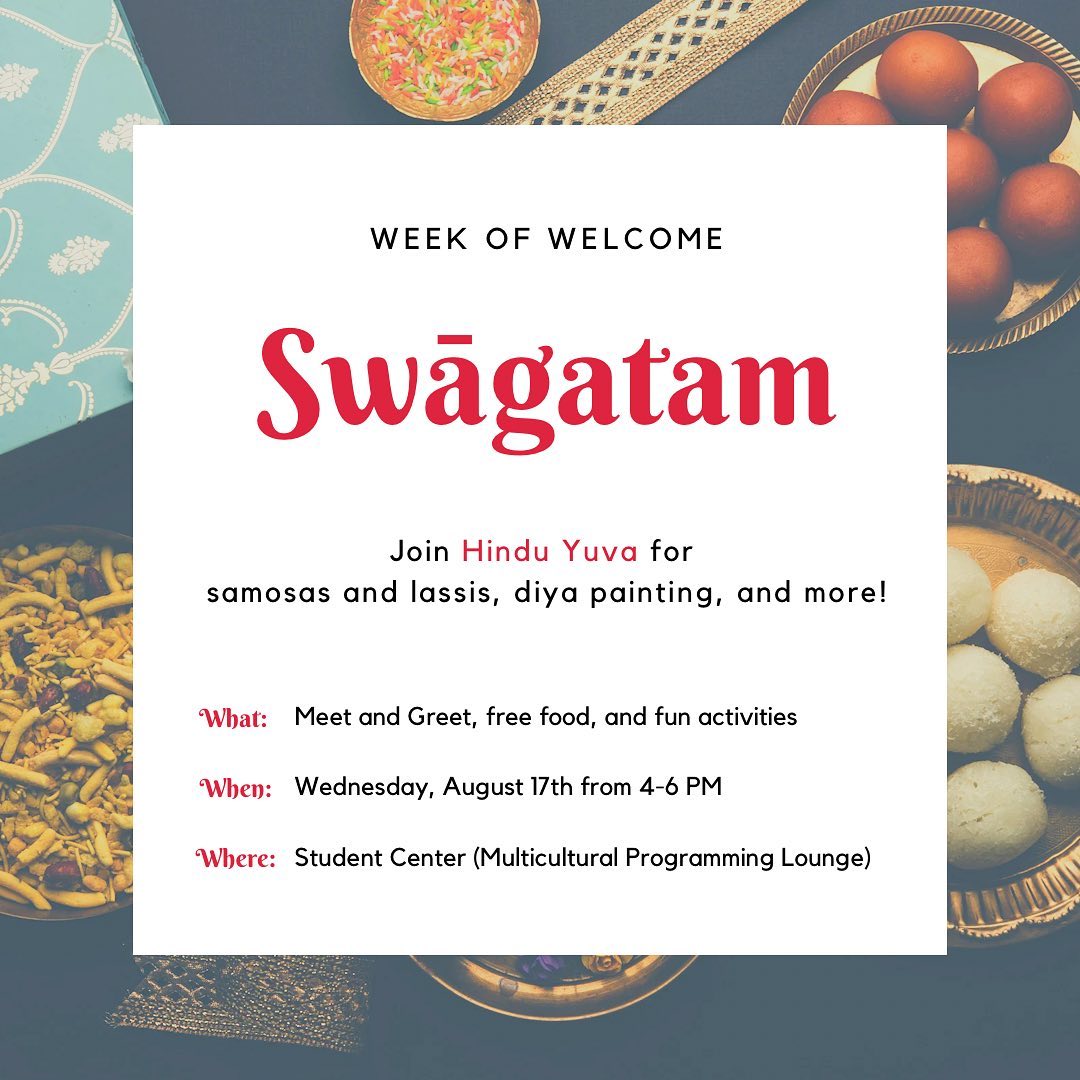 WEEK OF WELCOME
Swāgatam
Join Hindu Yuva for
samosas and lassis, diya painting, and more!
What: Meet and Greet, free food, and fun activities
When: Wednesday, August 17th from 4-6 PM
Where: Student Center (Multicultural Programming Lounge)